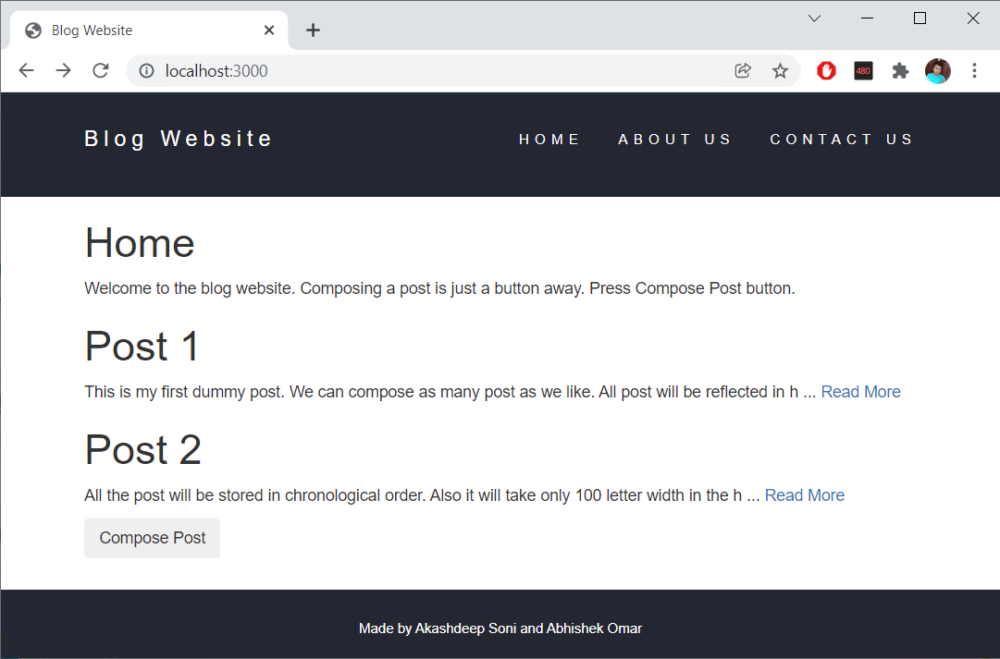 Blog Website
localhost:3000
480
Blog Website HOME ABOUT US CONTACT US
Home
Welcome to the blog website. Composing a post is just a button away. Press Compose Post button.
Post 1
This is my first dummy post. We can compose as many post as we like. All post will be reflected in h ... Read More
Post 2
All the post will be stored in chronological order. Also it will take only 100 letter width in the h ... Read More
Compose Post
Made by Akashdeep Soni and Abhishek Omar